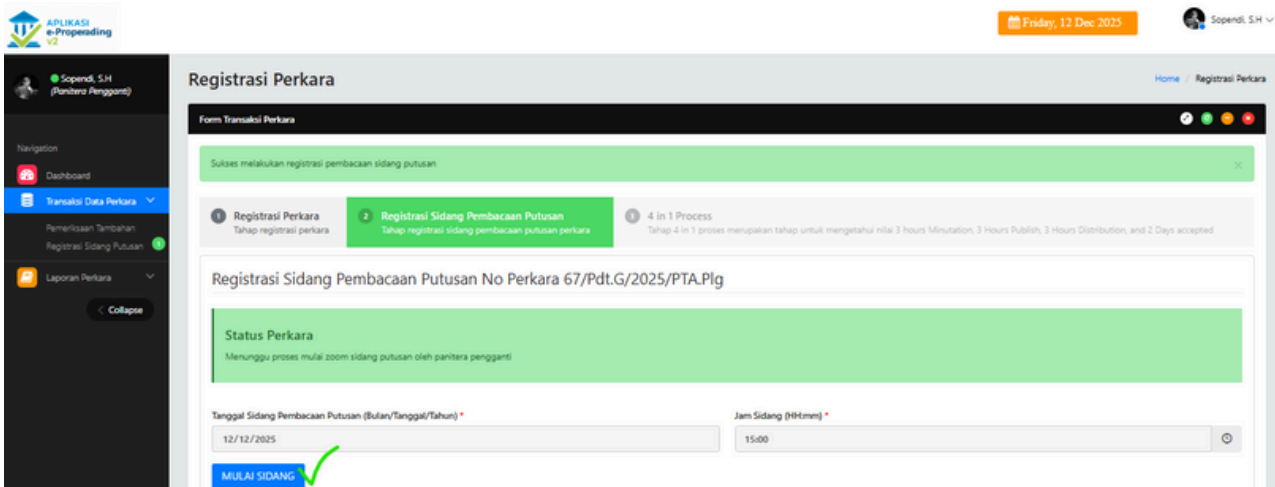 APLIKASI
e-Properading
v2
Friday, 12 Dec 2025
Sopendi, S.H
Sopendi, S.H
(Panitera Pengganti)
Navigation
Dashboard
Transaksi Data Perkara
Pemeriksaan Tambahan
Registrasi Sidang Putusan 1
Laporan Perkara
< Collapse
Registrasi Perkara
Home / Registrasi Perkara
Form Transaksi Perkara
Sukses melakukan registrasi pembacaan sidang putusan
1 Registrasi Perkara
Tahap registrasi perkara
2 Registrasi Sidang Pembacaan Putusan
Tahap registrasi sidang pembacaan putusan perkara
3 4 in 1 Process
Tahap 4 in 1 proses merupakan tahap untuk mengetahui nilai 3 hours Minutation, 3 Hours Publish, 3 Hours Distribution, and 2 Days accepted
Registrasi Sidang Pembacaan Putusan No Perkara 67/Pdt.G/2025/PTA.Plg
Status Perkara
Menunggu proses mulai zoom sidang putusan oleh panitera pengganti
Tanggal Sidang Pembacaan Putusan (Bulan/Tanggal/Tahun) *
12/12/2025
Jam Sidang (HH:mm) *
15:00
MULAI SIDANG